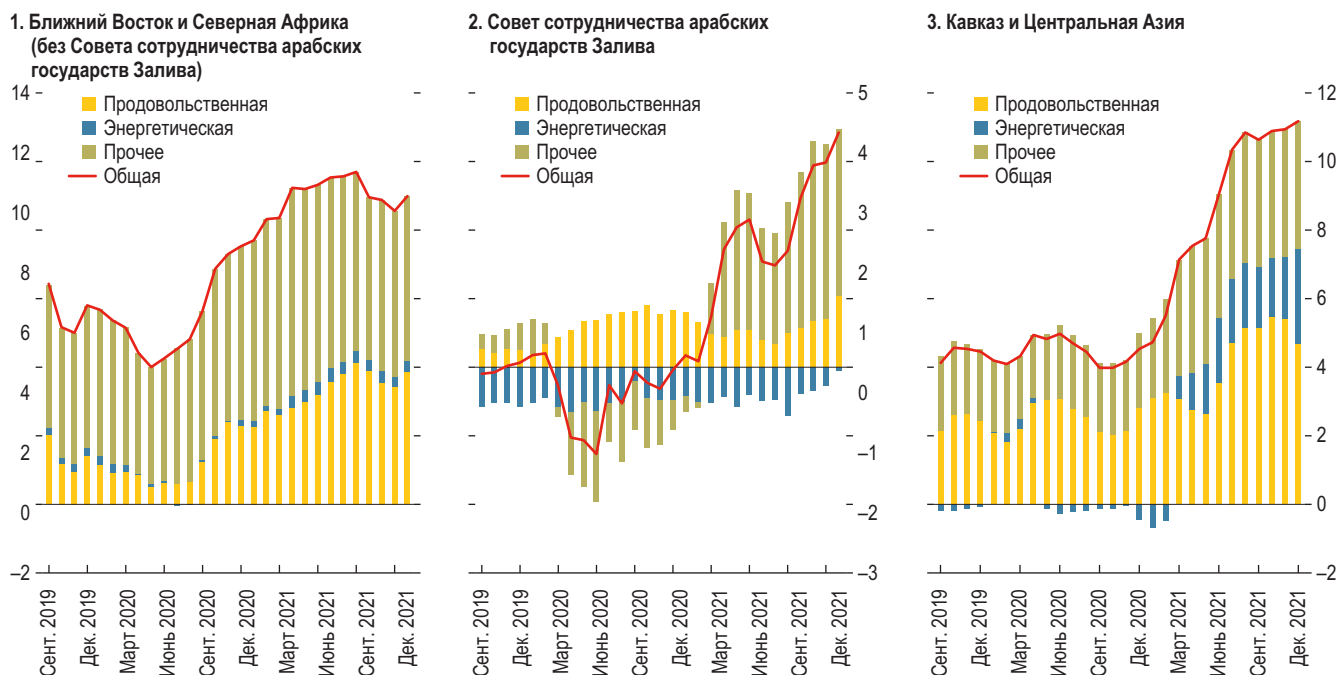 1. Ближний Восток и Северная Африка
(без Совета сотрудничества арабских
государств Залива)
14
12
10
8
6
4
2
0
–2
Продовольственная
Энергетическая
Прочее
Общая
Сент. 2019
Дек. 2019
Март 2020
Июнь 2020
Сент. 2020
Дек. 2020
Март 2021
Июнь 2021
Сент. 2021
Дек. 2021
2. Совет сотрудничества арабских
государств Залива
Продовольственная
Энергетическая
Прочее
Общая
5
4
3
2
1
0
–1
–2
–3
Сент. 2019
Дек. 2019
Март 2020
Июнь 2020
Сент. 2020
Дек. 2020
Март 2021
Июнь 2021
Сент. 2021
Дек. 2021
3. Кавказ и Центральная Азия
Продовольственная
Энергетическая
Прочее
Общая
12
10
8
6
4
2
0
–2
Сент. 2019
Дек. 2019
Март 2020
Июнь 2020
Сент. 2020
Дек. 2020
Март 2021
Июнь 2021
Сент. 2021
Дек. 2021